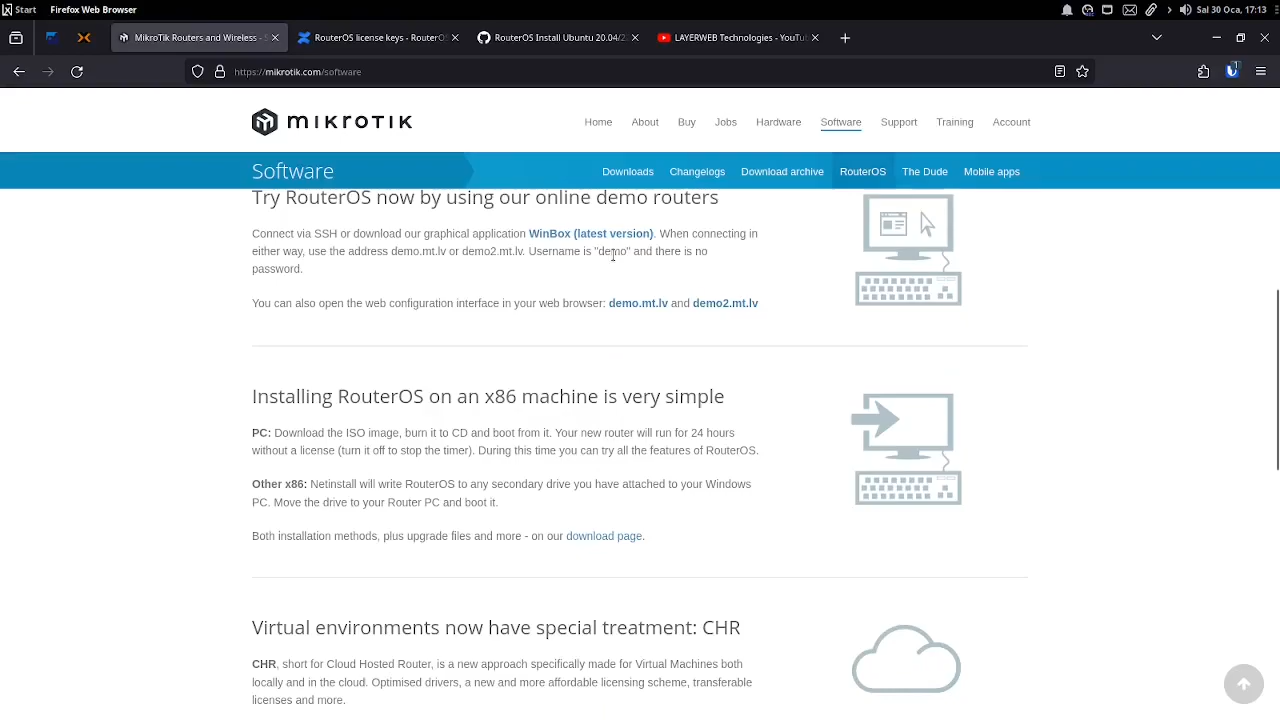 Start Firefox Web Browser Sal 30 Oca, 17:13
MikroTik Routers and Wireless - S RouterOS license keys - RouterOS RouterOS Install Ubuntu 20.04/2 LAYERWEB Technologies - YouTub
https://mikrotik.com/software
mikrotik Home About Buy Jobs Hardware Software Support Training Account
Software Downloads Changelogs Download archive RouterOS The Dude Mobile apps
Try RouterOS now by using our online demo routers
Connect via SSH or download our graphical application WinBox (latest version). When connecting in
either way, use the address demo.mt.lv or demo2.mt.lv. Username is "demo" and there is no
password.
You can also open the web configuration interface in your web browser: demo.mt.lv and demo2.mt.lv
Installing RouterOS on an x86 machine is very simple
PC: Download the ISO image, burn it to CD and boot from it. Your new router will run for 24 hours
without a license (turn it off to stop the timer). During this time you can try all the features of RouterOS.
Other x86: Netinstall will write RouterOS to any secondary drive you have attached to your Windows
PC. Move the drive to your Router PC and boot it.
Both installation methods, plus upgrade files and more - on our download page.
Virtual environments now have special treatment: CHR
CHR, short for Cloud Hosted Router, is a new approach specifically made for Virtual Machines both
locally and in the cloud. Optimised drivers, a new and more affordable licensing scheme, transferable
licenses and more.